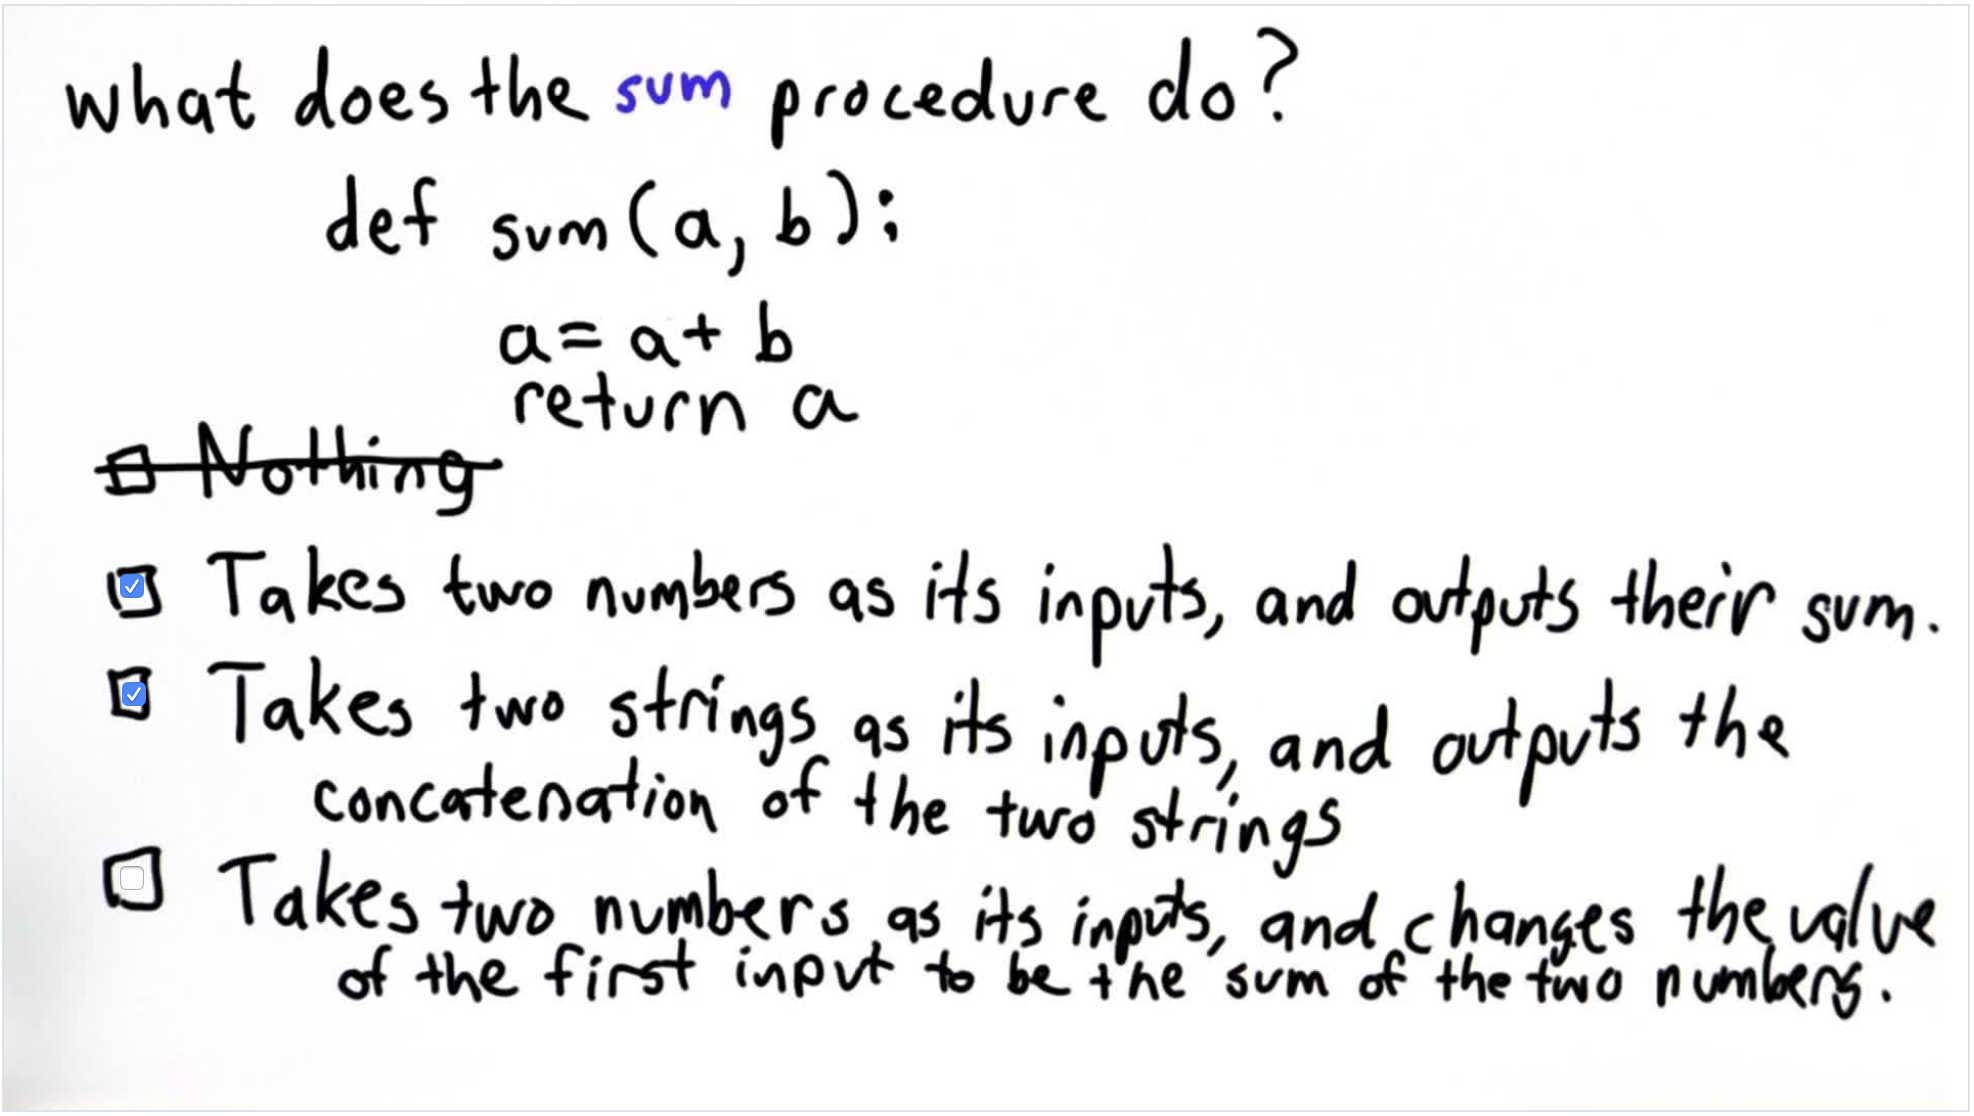 what does the sum procedure do?
def sum(a, b):
a = a + b
return a
Nothing
Takes two numbers as its inputs, and outputs their sum.
Takes two strings as its inputs, and outputs the
concatenation of the two strings
Takes two numbers as its inputs, and changes the value
of the first input to be the sum of the two numbers.